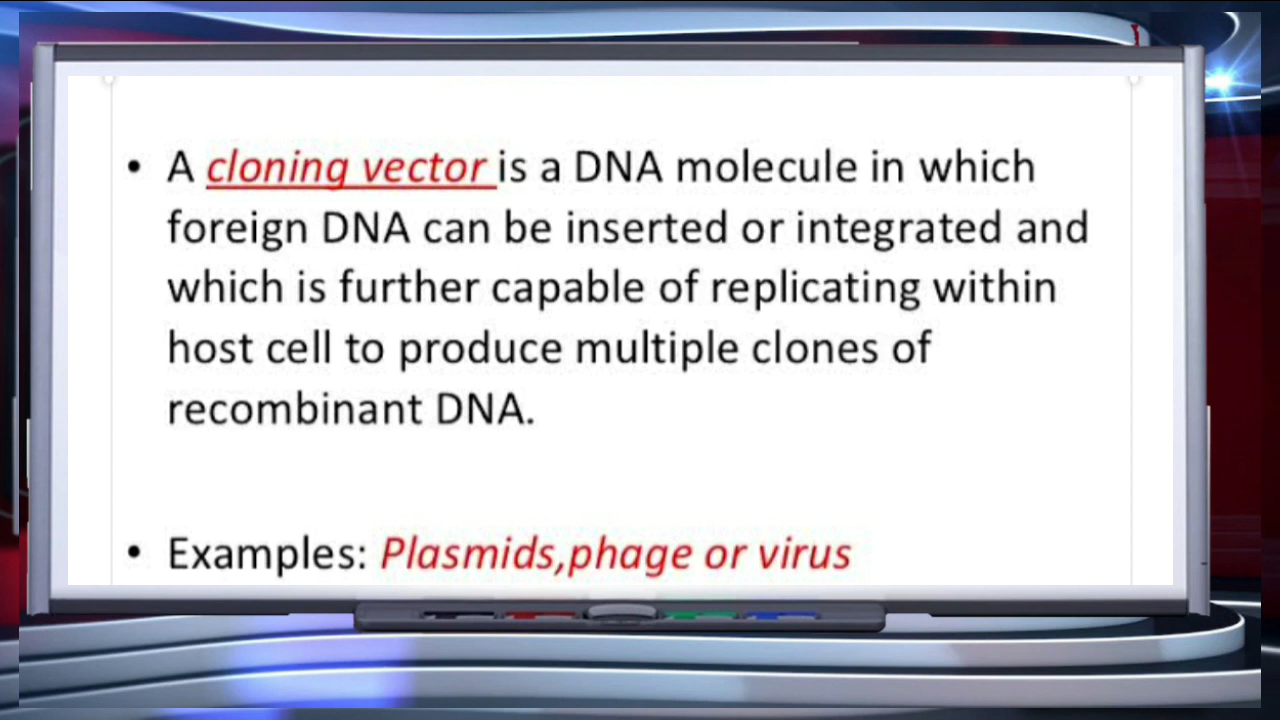 • A cloning vector is a DNA molecule in which
foreign DNA can be inserted or integrated and
which is further capable of replicating within
host cell to produce multiple clones of
recombinant DNA.
• Examples: Plasmids,phage or virus